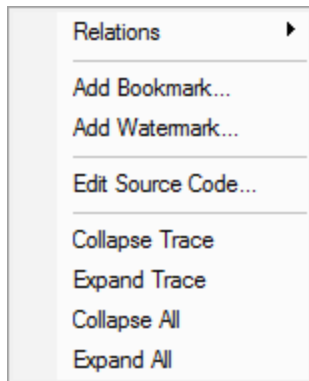 Relations
Add Bookmark...
Add Watermark...
Edit Source Code...
Collapse Trace
Expand Trace
Collapse All
Expand All